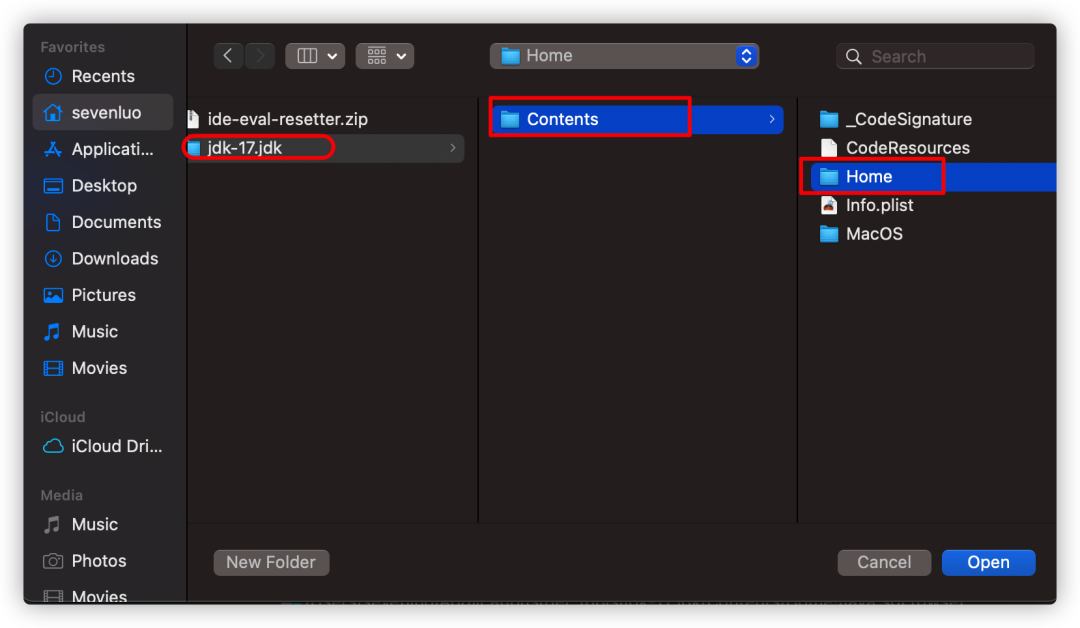 Favorites
Recents
sevenluo
Applicati...
Desktop
Documents
Downloads
Pictures
Music
Movies
iCloud
iCloud Dri...
Media
Music
Photos
Movies
Home
Search
ide-eval-resetter.zip
jdk-17.jdk
Contents
_CodeSignature
CodeResources
Home
Info.plist
MacOS
New Folder
Cancel
Open